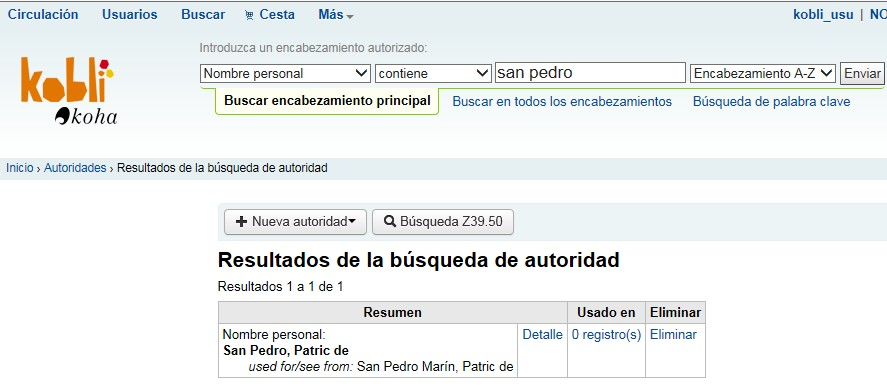 Circulación Usuarios Buscar Cesta Más kobli_usu | NO
Introduzca un encabezamiento autorizado:
Nombre personal contiene san pedro Encabezamiento A-Z Enviar
Buscar encabezamiento principal Buscar en todos los encabezamientos Búsqueda de palabra clave
kobli
koha
Inicio › Autoridades › Resultados de la búsqueda de autoridad
Nueva autoridad Búsqueda Z39.50
Resultados de la búsqueda de autoridad
Resultados 1 a 1 de 1
Resumen Usado en Eliminar
Nombre personal: Detalle 0 registro(s) Eliminar
San Pedro, Patric de
used for/see from: San Pedro Marín, Patric de